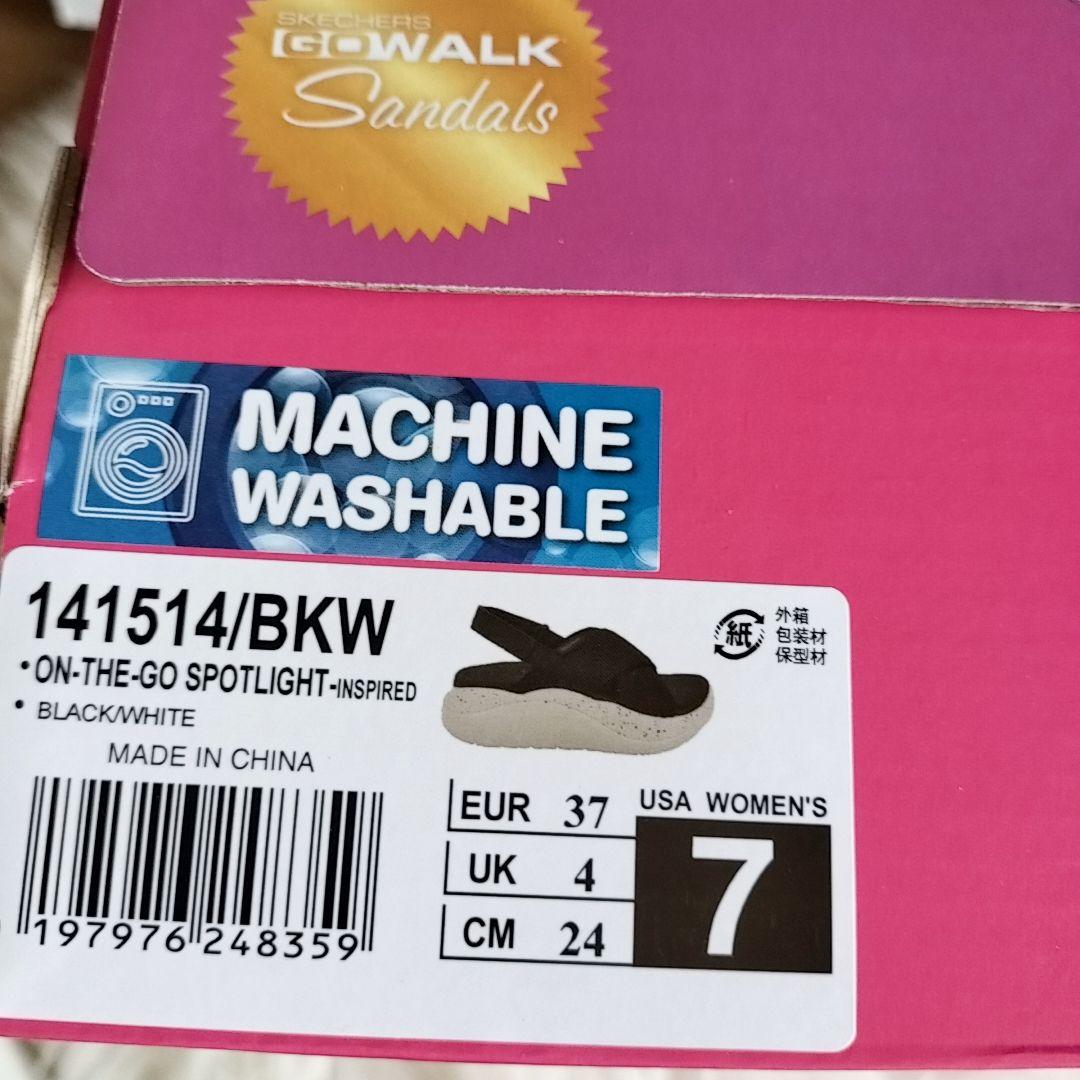 SKECHERS
GOWALK
Sandals
MACHINE
WASHABLE
141514/BKW
•ON-THE-GO SPOTLIGHT-INSPIRED
• BLACK/WHITE
MADE IN CHINA
197976 248359
紙
外箱
包装材
保型材
EUR 37
UK 4
CM 24
USA WOMEN'S
7